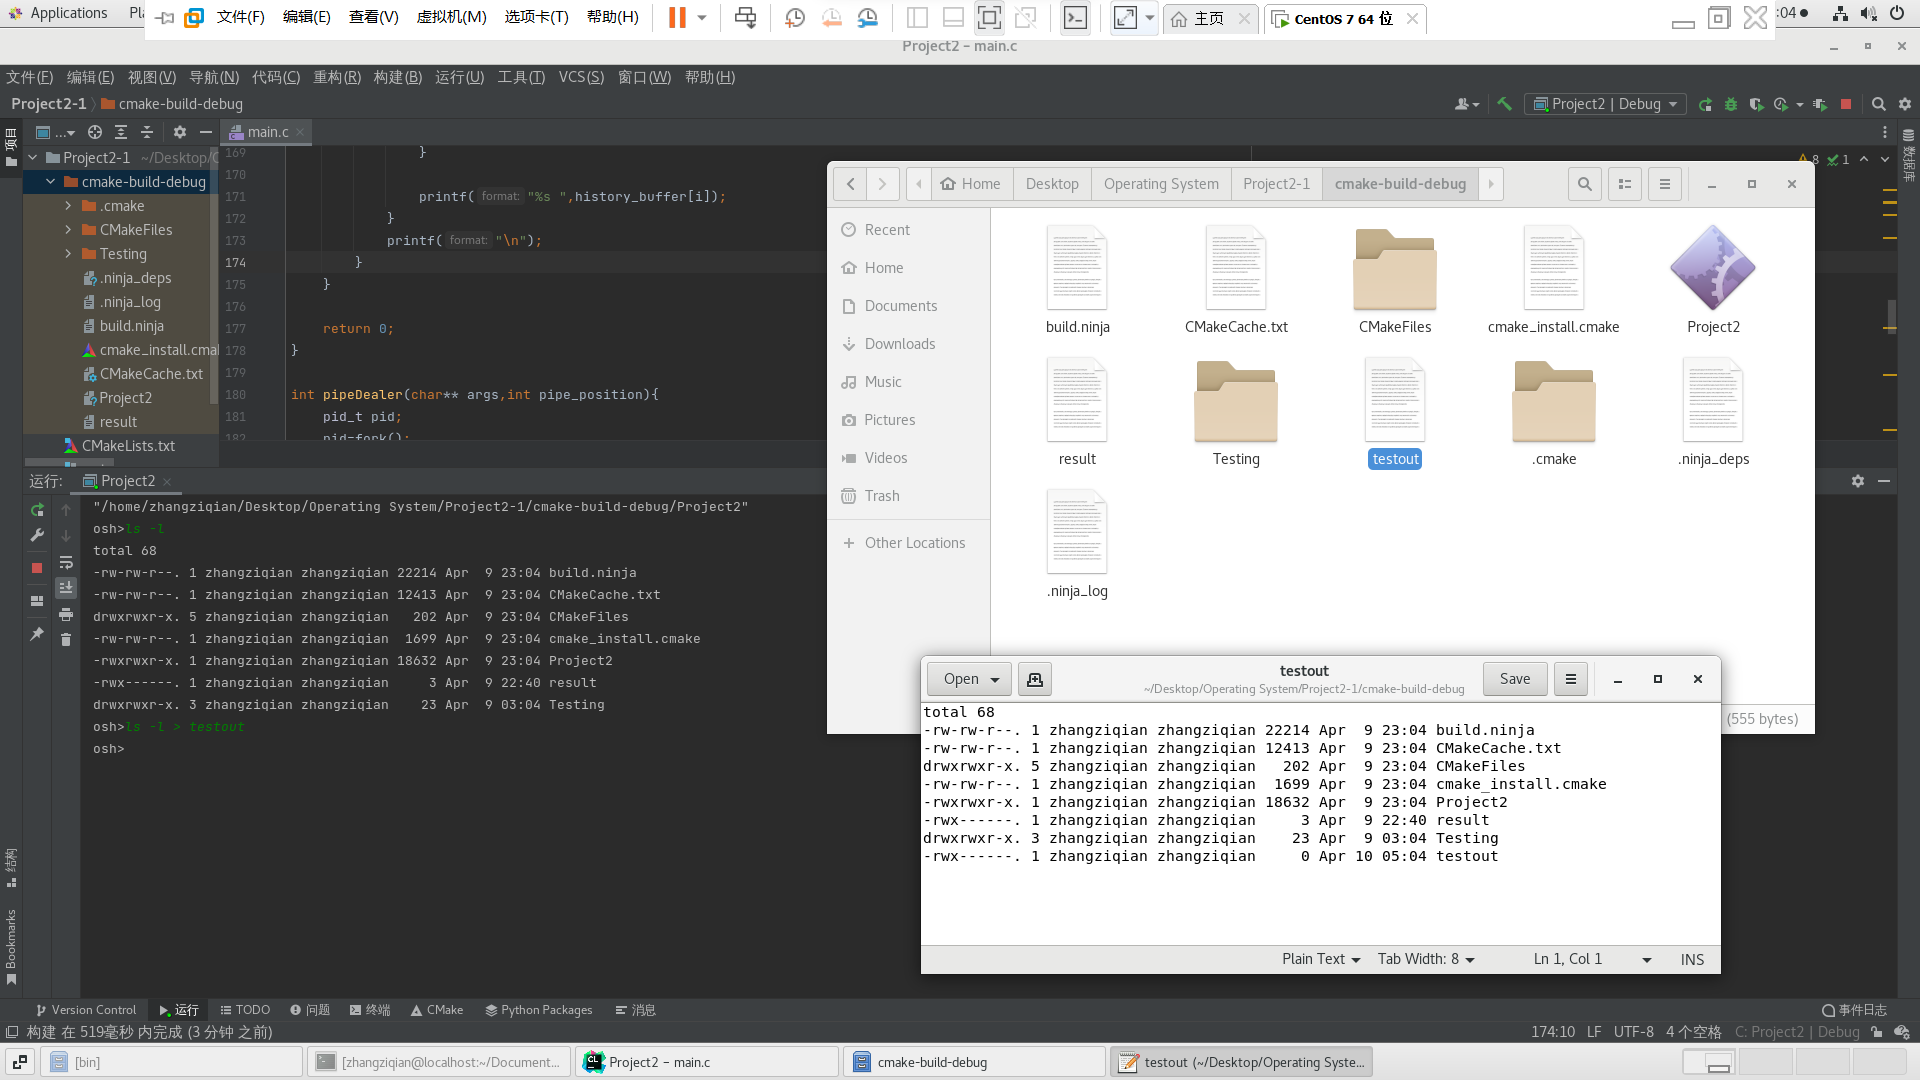 Applications
Pl
文件(F)
编辑(E)
查看(V)
虚拟机(M)
选项卡(T)
帮助(H)
主页
CentOS 7 64 位
:04
Project2 – main.c
文件(F)
编辑(E)
视图(V)
导航(N)
代码(C)
重构(R)
构建(B)
运行(U)
工具(T)
VCS(S)
窗口(W)
帮助(H)
Project2-1
cmake-build-debug
Project2 | Debug
项目
...
main.c
数据库
Project2-1 ~/Desktop/
cmake-build-debug
.cmake
CMakeFiles
Testing
.ninja_deps
.ninja_log
build.ninja
cmake_install.cma
CMakeCache.txt
Project2
result
CMakeLists.txt
8
1
169 }
170
171 printf( format: "%s ",history_buffer[i]);
172 }
173 printf( format: "\n");
174 }
175 }
176
177 return 0;
178 }
179
180 int pipeDealer(char** args,int pipe_position){
181 pid_t pid;
182 pid=fork();
运行:
Project2
"/home/zhangziqian/Desktop/Operating System/Project2-1/cmake-build-debug/Project2"
osh>ls -l
total 68
-rw-rw-r--. 1 zhangziqian zhangziqian 22214 Apr  9 23:04 build.ninja
-rw-rw-r--. 1 zhangziqian zhangziqian 12413 Apr  9 23:04 CMakeCache.txt
drwxrwxr-x. 5 zhangziqian zhangziqian   202 Apr  9 23:04 CMakeFiles
-rw-rw-r--. 1 zhangziqian zhangziqian  1699 Apr  9 23:04 cmake_install.cmake
-rwxrwxr-x. 1 zhangziqian zhangziqian 18632 Apr  9 23:04 Project2
-rwx------. 1 zhangziqian zhangziqian     3 Apr  9 22:40 result
drwxrwxr-x. 3 zhangziqian zhangziqian    23 Apr  9 03:04 Testing
osh>ls -l > testout
osh>
Home
Desktop
Operating System
Project2-1
cmake-build-debug
Recent
Home
Documents
Downloads
Music
Pictures
Videos
Trash
Other Locations
build.ninja
CMakeCache.txt
CMakeFiles
cmake_install.cmake
Project2
result
Testing
testout
.cmake
.ninja_deps
.ninja_log
(555 bytes)
Open
testout
~/Desktop/Operating System/Project2-1/cmake-build-debug
Save
total 68
-rw-rw-r--. 1 zhangziqian zhangziqian 22214 Apr  9 23:04 build.ninja
-rw-rw-r--. 1 zhangziqian zhangziqian 12413 Apr  9 23:04 CMakeCache.txt
drwxrwxr-x. 5 zhangziqian zhangziqian   202 Apr  9 23:04 CMakeFiles
-rw-rw-r--. 1 zhangziqian zhangziqian  1699 Apr  9 23:04 cmake_install.cmake
-rwxrwxr-x. 1 zhangziqian zhangziqian 18632 Apr  9 23:04 Project2
-rwx------. 1 zhangziqian zhangziqian     3 Apr  9 22:40 result
drwxrwxr-x. 3 zhangziqian zhangziqian    23 Apr  9 03:04 Testing
-rwx------. 1 zhangziqian zhangziqian     0 Apr 10 05:04 testout
Plain Text
Tab Width: 8
Ln 1, Col 1
INS
结构
Bookmarks
Version Control
运行
TODO
问题
终端
CMake
Python Packages
消息
事件日志
构建 在 519毫秒 内完成 (3 分钟 之前)
174:10
LF
UTF-8
4 个空格
C: Project2 | Debug
[bin]
[zhangziqian@localhost:~/Document...
Project2 – main.c
cmake-build-debug
testout (~/Desktop/Operating Syste...